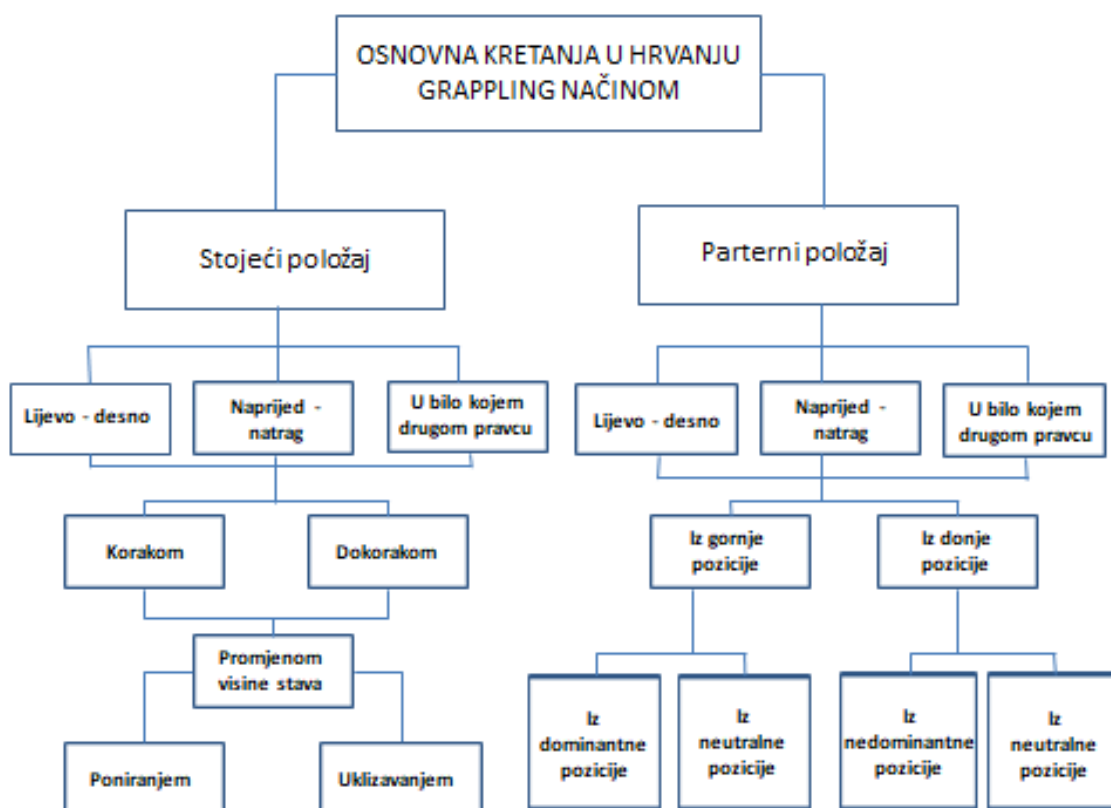 OSNOVNA KRETANJA U HRVANJU
GRAPPLING NAČINOM
Stojeći položaj
Parterni položaj
Lijevo - desno
Naprijed -
natrag
U bilo kojem
drugom pravcu
Lijevo - desno
Naprijed -
natrag
U bilo kojem
drugom pravcu
Korakom
Dokorakom
Iz gornje
pozicije
Iz donje
pozicije
Promjenom
visine stava
Poniranjem
Uklizavanjem
Iz
dominantne
pozicije
Iz
neutralne
pozicije
Iz
nedominantne
pozicije
Iz
neutralne
pozicije